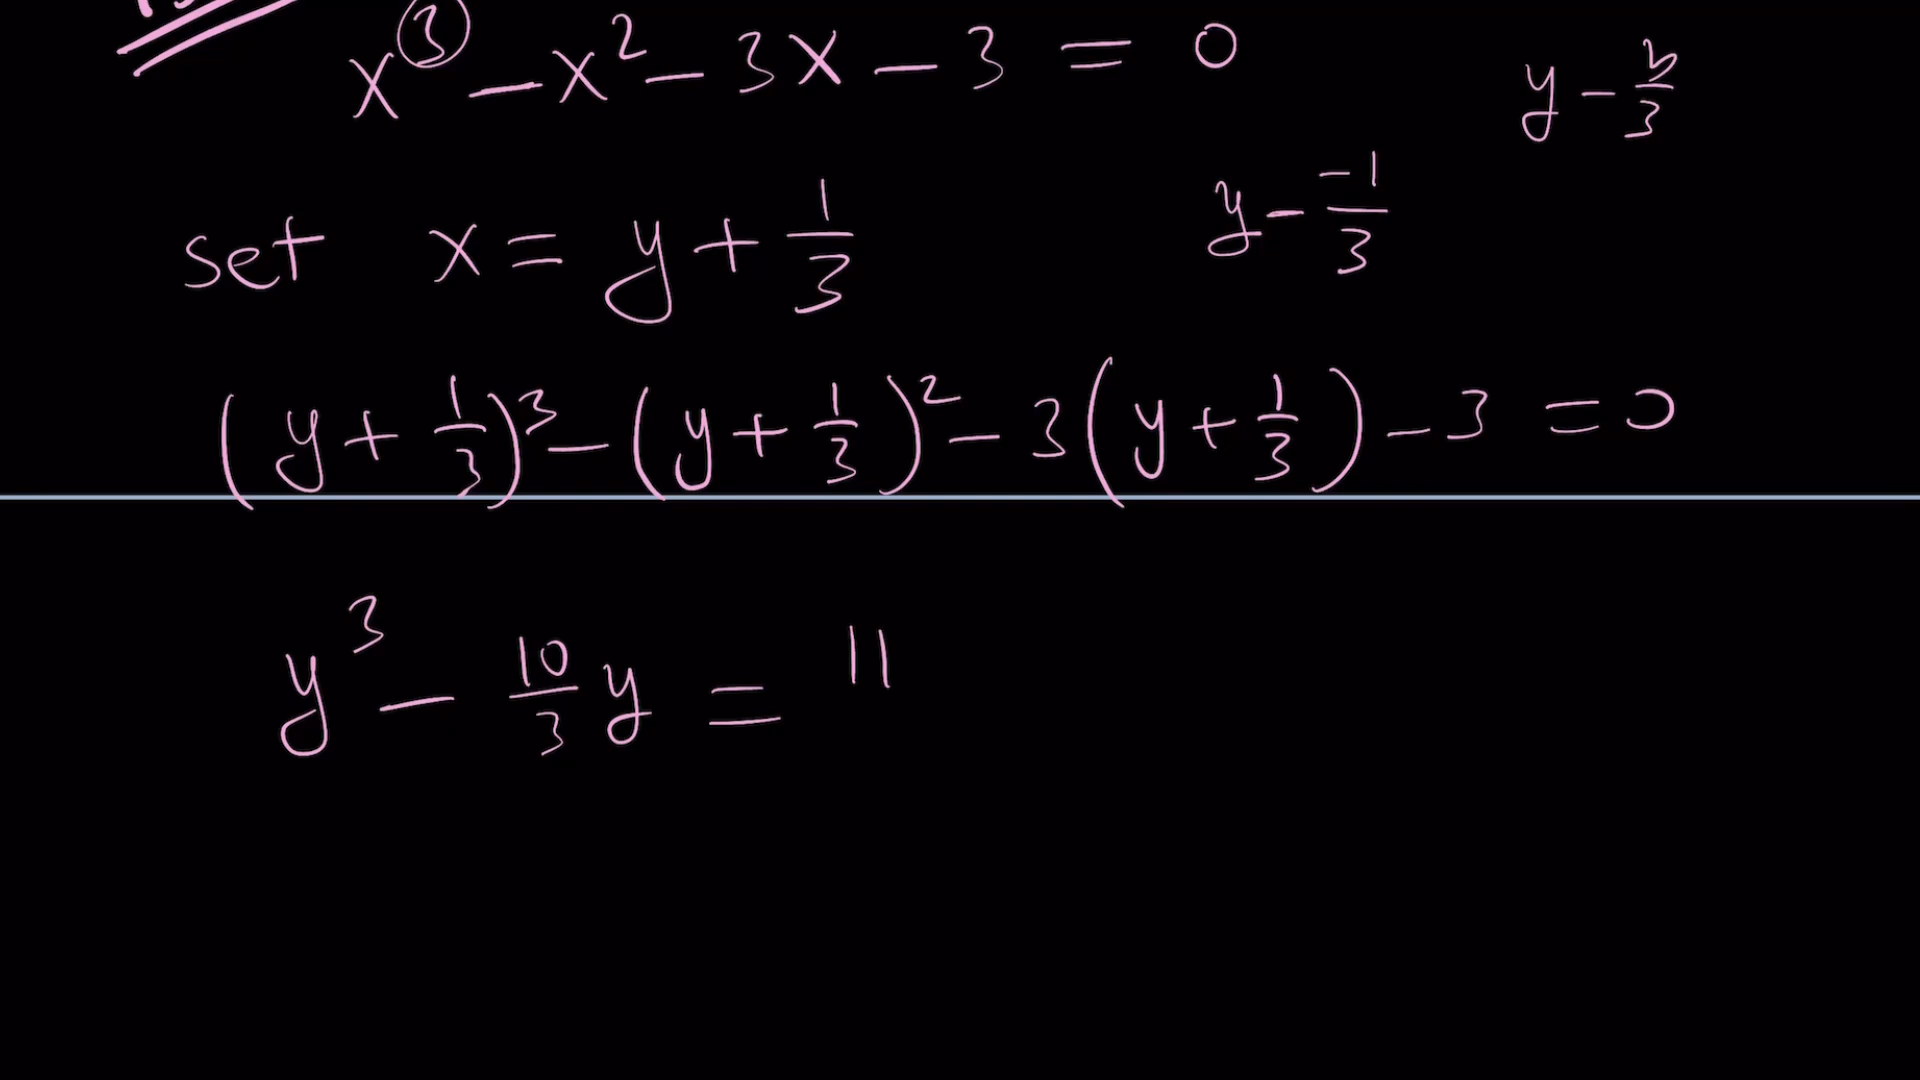 x³ - x² - 3x - 3 = 0
y - b/3
y - -1/3
set x = y + 1/3
(y + 1/3)³ - (y + 1/3)² - 3(y + 1/3) - 3 = 0
y³ - 10/3 y = 11